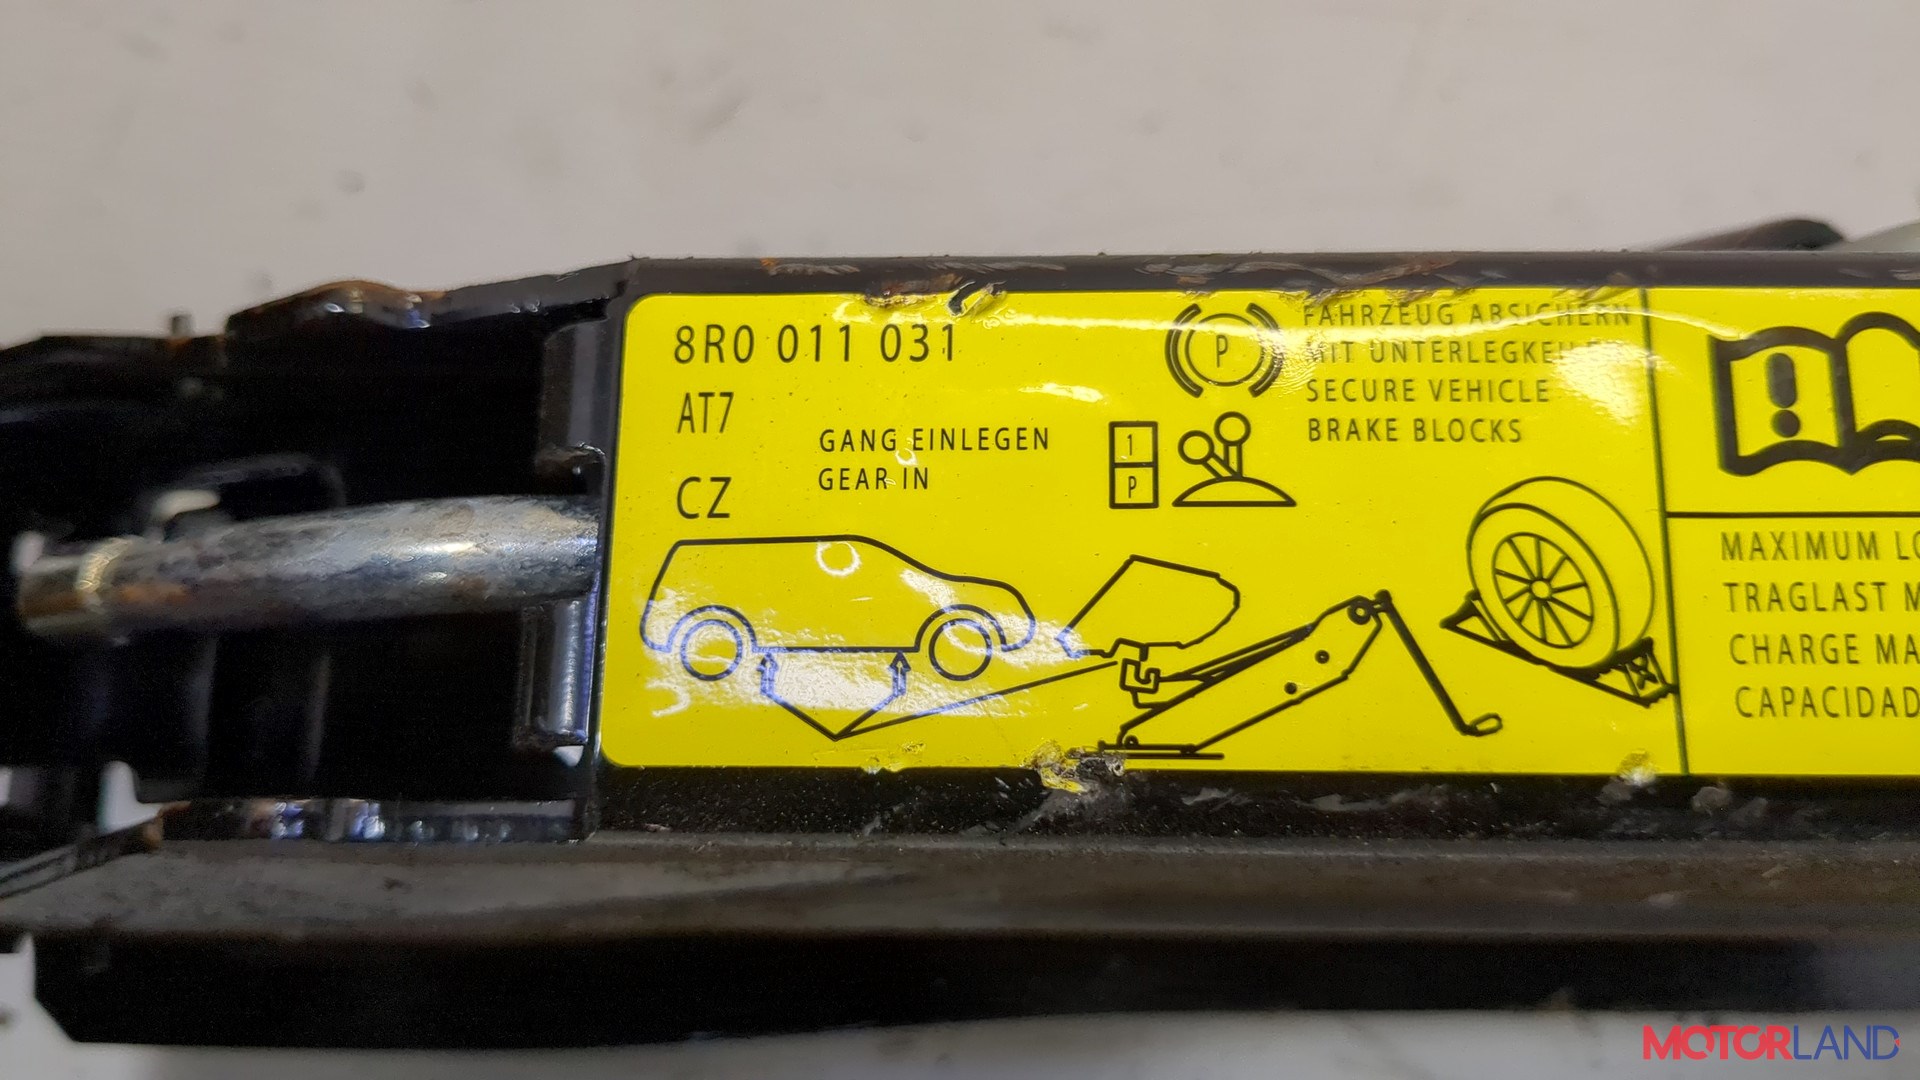 8R0 011 031
AT7
CZ
GANG EINLEGEN
GEAR IN
1
P
P
FAHRZEUG ABSICHERN
MIT
SECURE VEHICLE
BRAKE BLOCKS
MAXIMUM
TRAGLAST
CHARGE
CAPACIDAD
MOTORLAND